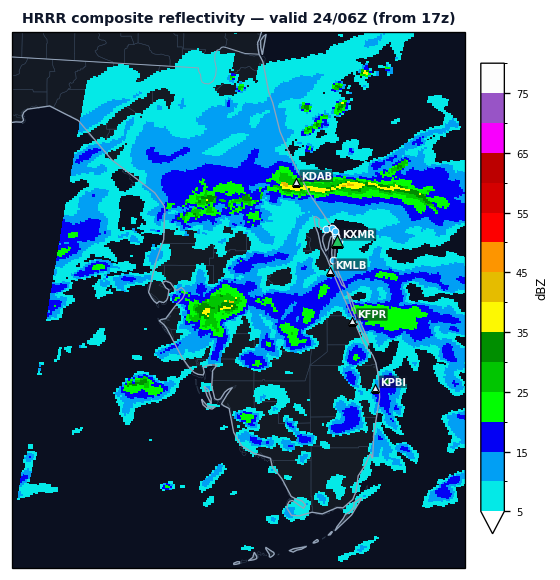 HRRR composite reflectivity — valid 24/06Z (from 17z)
KDAB
KXMR
KMLB
KFPR
KPBI
75
65
55
45
35
25
15
5
dBZ